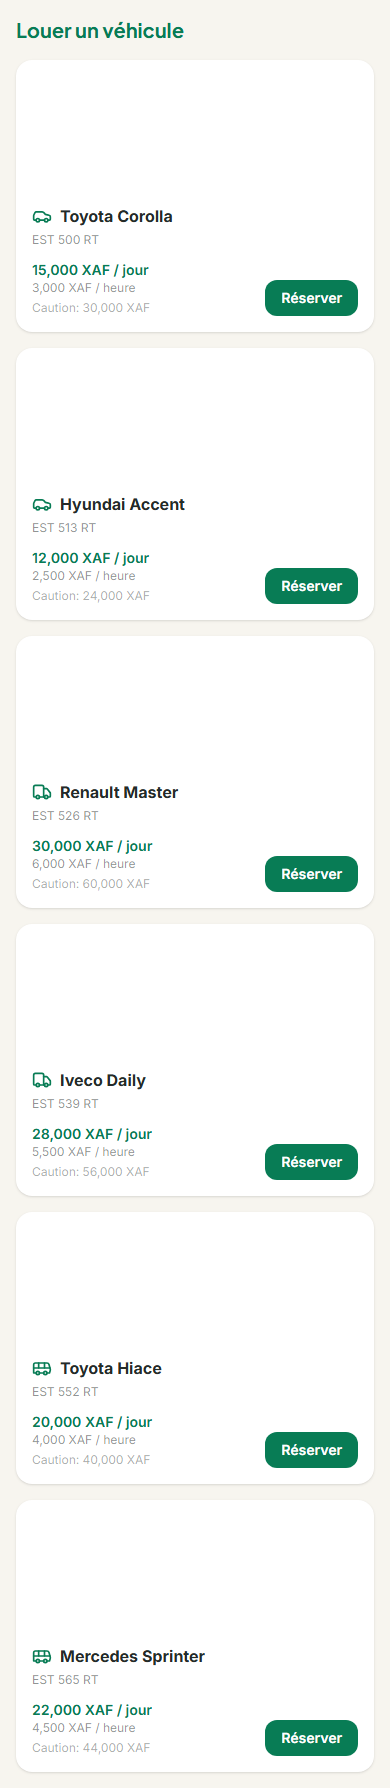 Louer un véhicule
Toyota Corolla
EST 500 RT
15,000 XAF / jour
3,000 XAF / heure
Caution: 30,000 XAF
Réserver
Hyundai Accent
EST 513 RT
12,000 XAF / jour
2,500 XAF / heure
Caution: 24,000 XAF
Réserver
Renault Master
EST 526 RT
30,000 XAF / jour
6,000 XAF / heure
Caution: 60,000 XAF
Réserver
Iveco Daily
EST 539 RT
28,000 XAF / jour
5,500 XAF / heure
Caution: 56,000 XAF
Réserver
Toyota Hiace
EST 552 RT
20,000 XAF / jour
4,000 XAF / heure
Caution: 40,000 XAF
Réserver
Mercedes Sprinter
EST 565 RT
22,000 XAF / jour
4,500 XAF / heure
Caution: 44,000 XAF
Réserver